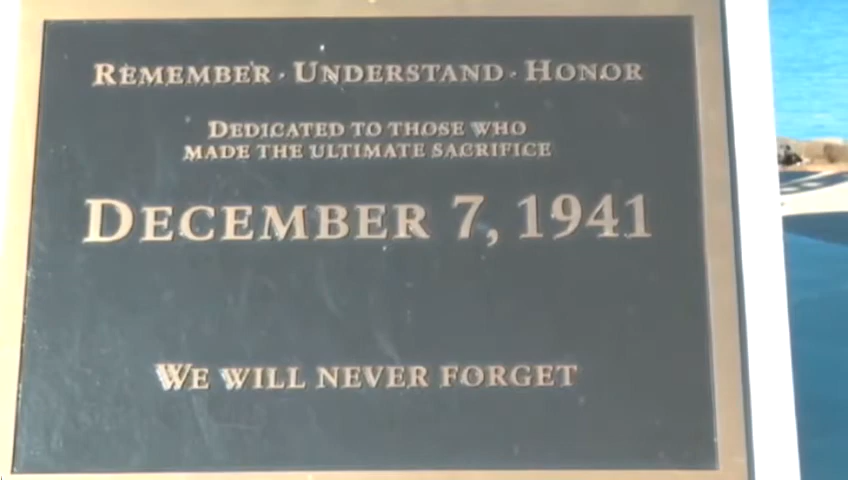 REMEMBER · UNDERSTAND · HONOR
DEDICATED TO THOSE WHO
MADE THE ULTIMATE SACRIFICE
DECEMBER 7, 1941
WE WILL NEVER FORGET